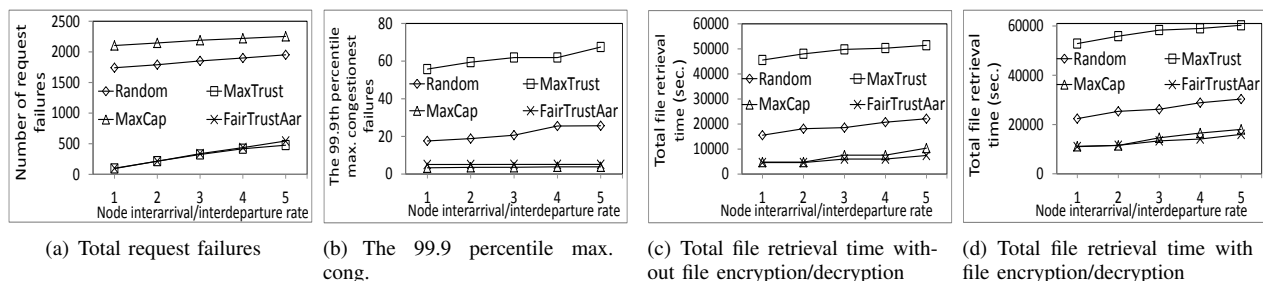 Number of request
failures
2500
2000
1500
1000
500
0
Random
MaxTrust
MaxCap
FairTrustAar
1 2 3 4 5
Node interarrival/interdeparture rate
(a) Total request failures
The 99.9th percentile
max. congestionest
failures
80
60
40
20
0
Random
MaxTrust
MaxCap
FairTrustAar
1 2 3 4 5
Node interarrival/interdeparture rate
(b) The 99.9 percentile max.
cong.
Total file retrieval
time (sec.)
60000
50000
40000
30000
20000
10000
0
Random
MaxTrust
MaxCap
FairTrustAar
1 2 3 4 5
Node interarrival/interdeparture rate
(c) Total file retrieval time with-
out file encryption/decryption
Total file retrieval
time (sec.)
60000
40000
20000
0
Random
MaxTrust
MaxCap
FairTrustAar
1 2 3 4 5
Node interarrival/interdeparture rate
(d) Total file retrieval time with
file encryption/decryption